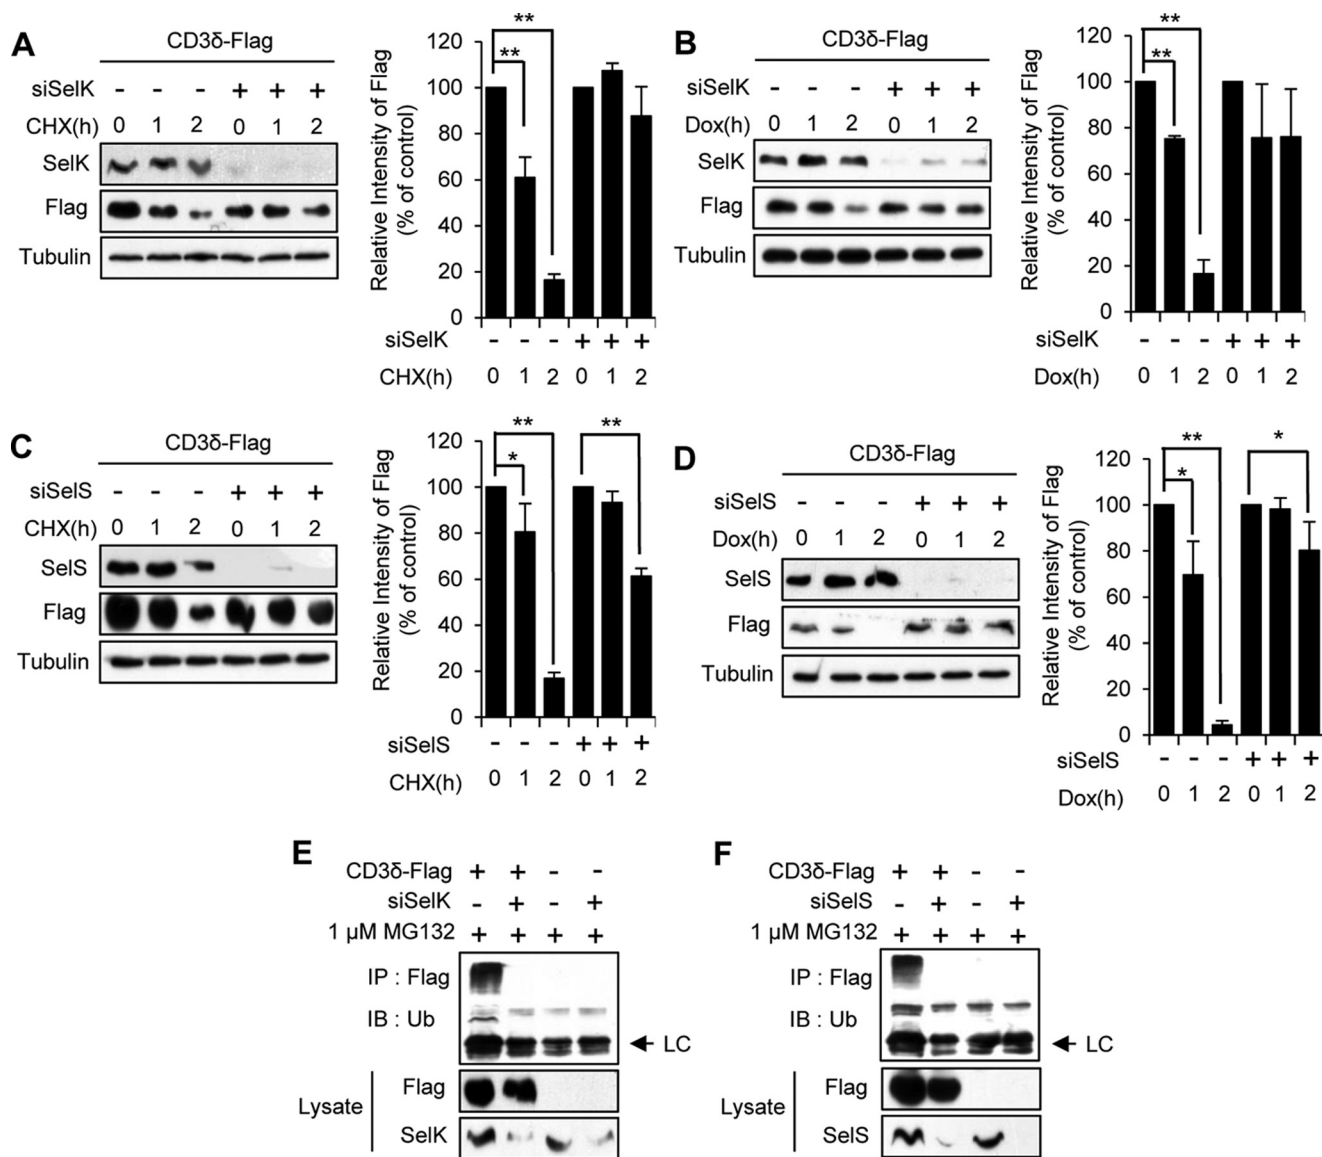 A
CD3δ-Flag
siSelK - - - + + +
CHX(h) 0 1 2 0 1 2
SelK
Flag
Tubulin
Relative Intensity of Flag
(% of control)
120
100
80
60
40
20
0
** **
siSelK - - - + + +
CHX(h) 0 1 2 0 1 2
B
CD3δ-Flag
siSelK - - - + + +
Dox(h) 0 1 2 0 1 2
SelK
Flag
Tubulin
Relative Intensity of Flag
(% of control)
120
100
80
60
40
20
0
** **
siSelK - - - + + +
Dox(h) 0 1 2 0 1 2
C
CD3δ-Flag
siSelS - - - + + +
CHX(h) 0 1 2 0 1 2
SelS
Flag
Tubulin
Relative Intensity of Flag
(% of control)
120
100
80
60
40
20
0
** **
*
siSelS - - - + + +
CHX(h) 0 1 2 0 1 2
D
CD3δ-Flag
siSelS - - - + + +
Dox(h) 0 1 2 0 1 2
SelS
Flag
Tubulin
Relative Intensity of Flag
(% of control)
120
100
80
60
40
20
0
** *
*
siSelS - - - + + +
Dox(h) 0 1 2 0 1 2
E
CD3δ-Flag + + - -
siSelK - + - +
1 µM MG132 + + + +
IP : Flag
IB : Ub
LC
Lysate
Flag
SelK
F
CD3δ-Flag + + - -
siSelS - + - +
1 µM MG132 + + + +
IP : Flag
IB : Ub
LC
Lysate
Flag
SelS